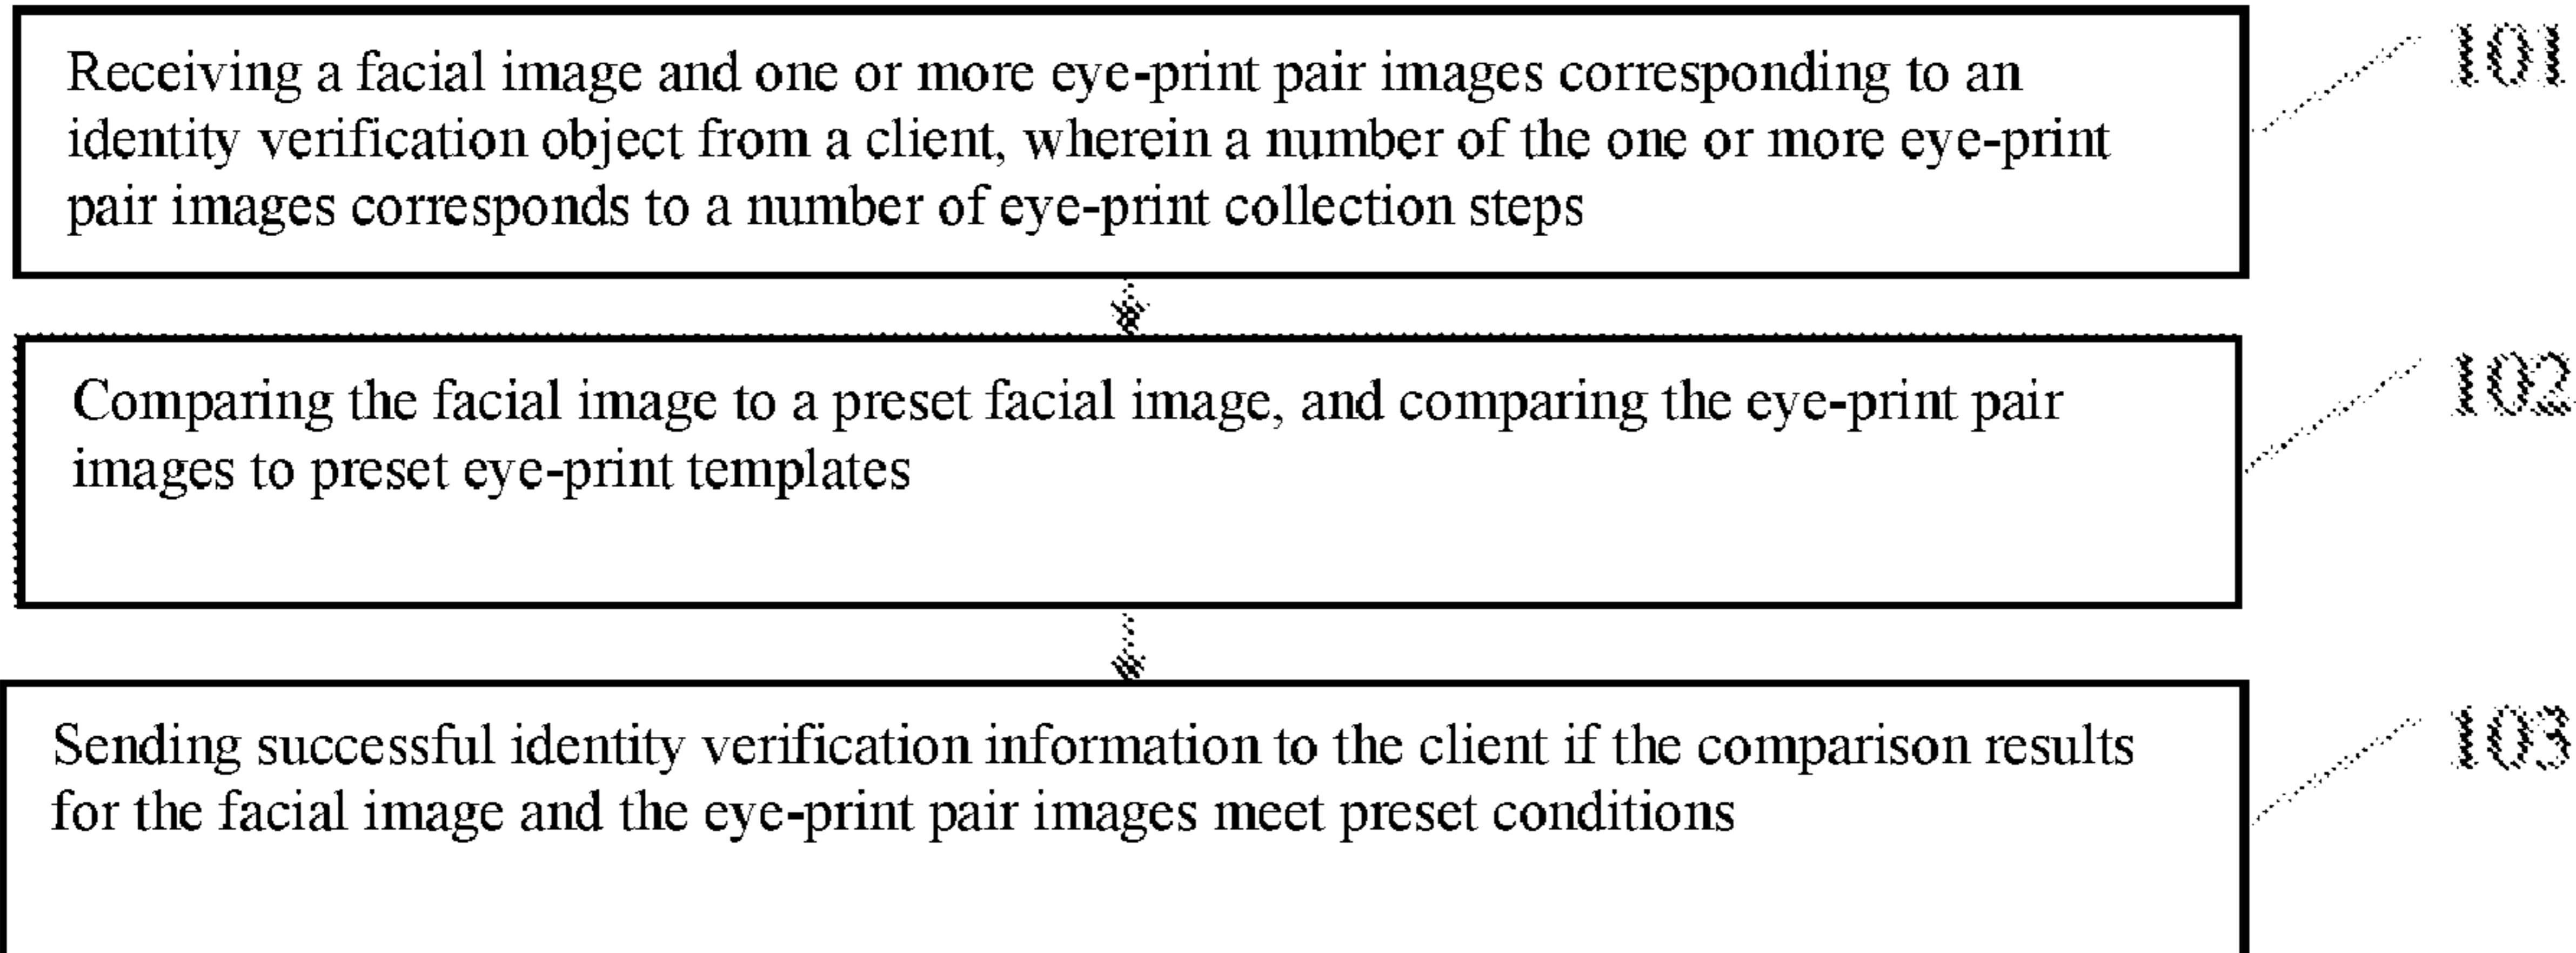 Receiving a facial image and one or more eye-print pair images corresponding to an
identity verification object from a client, wherein a number of the one or more eye-print
pair images corresponds to a number of eye-print collection steps
101
Comparing the facial image to a preset facial image, and comparing the eye-print pair
images to preset eye-print templates
102
Sending successful identity verification information to the client if the comparison results
for the facial image and the eye-print pair images meet preset conditions
103